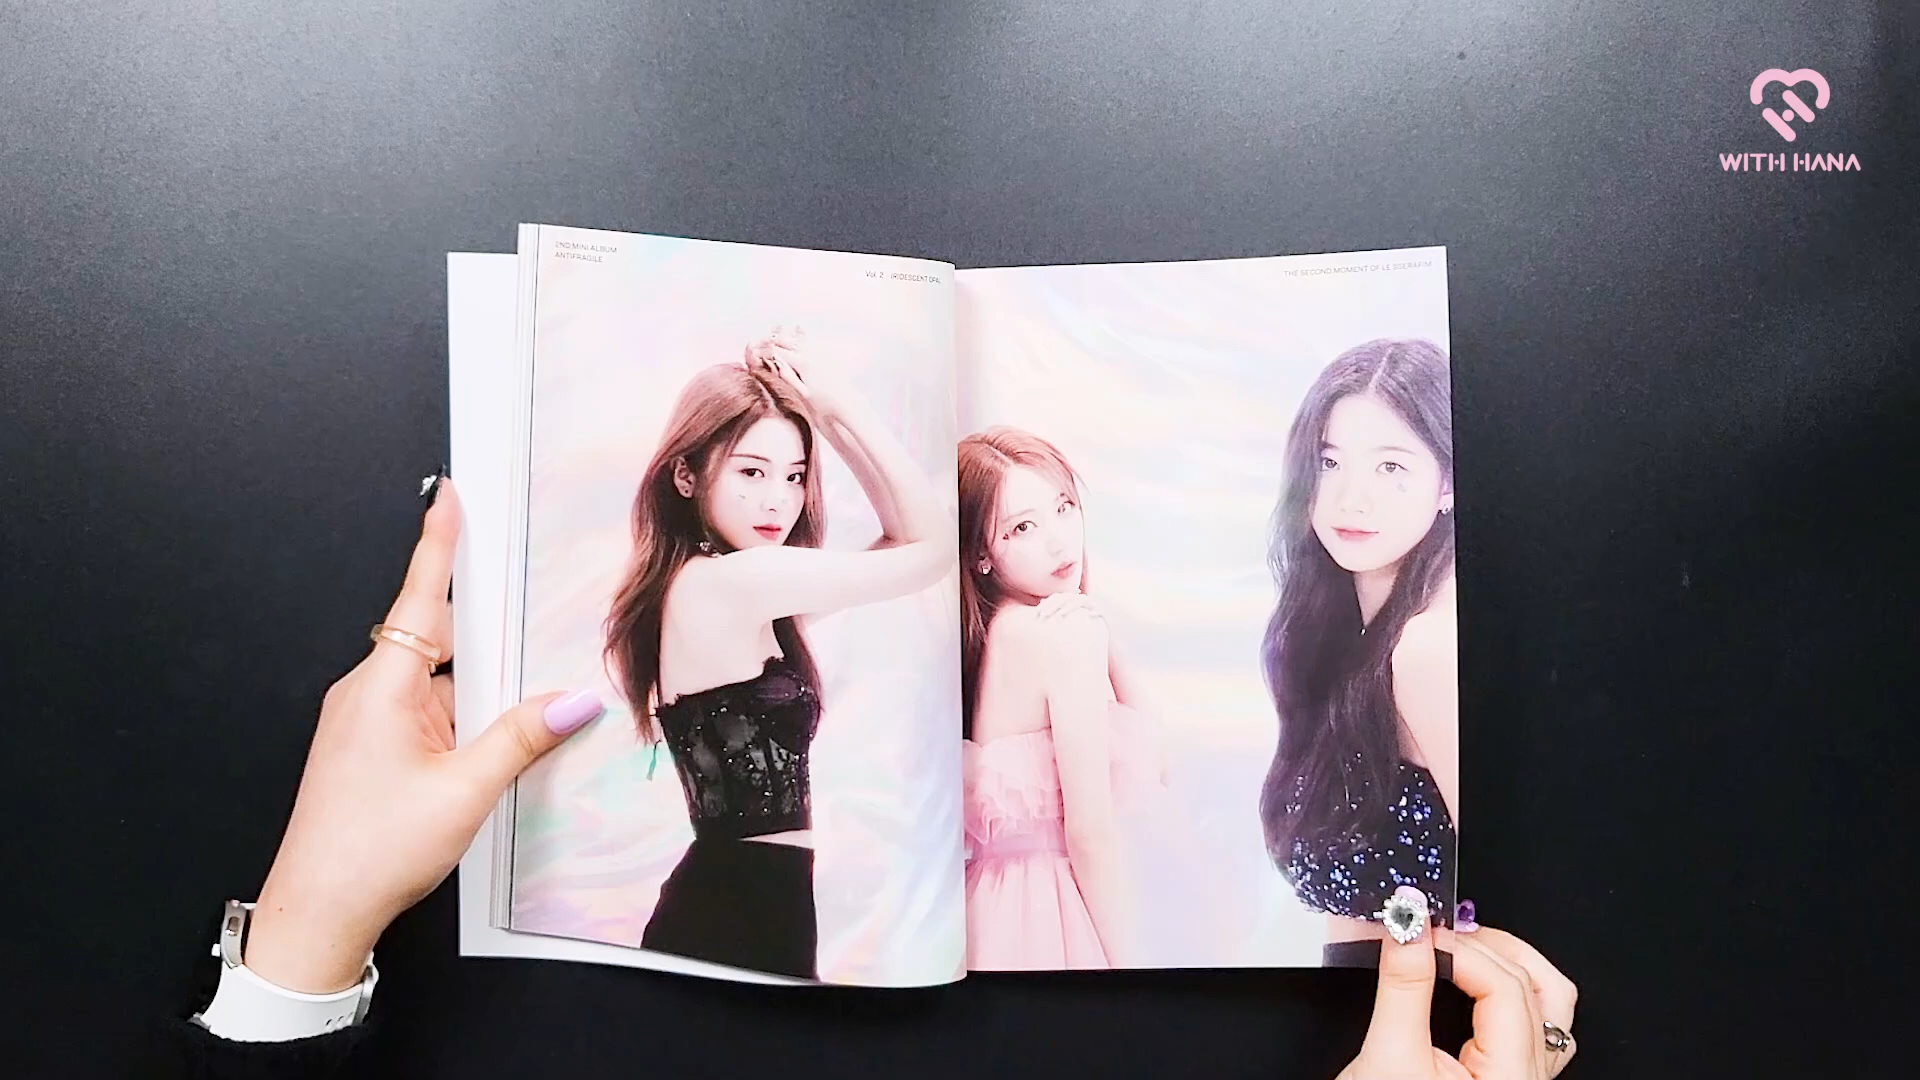 2ND MINI ALBUM
ANTIFRAGILE
Vol. 2 IRIDESCENT OPAL
THE SECOND MOMENT OF LE SSERAFIM
WITH HANA